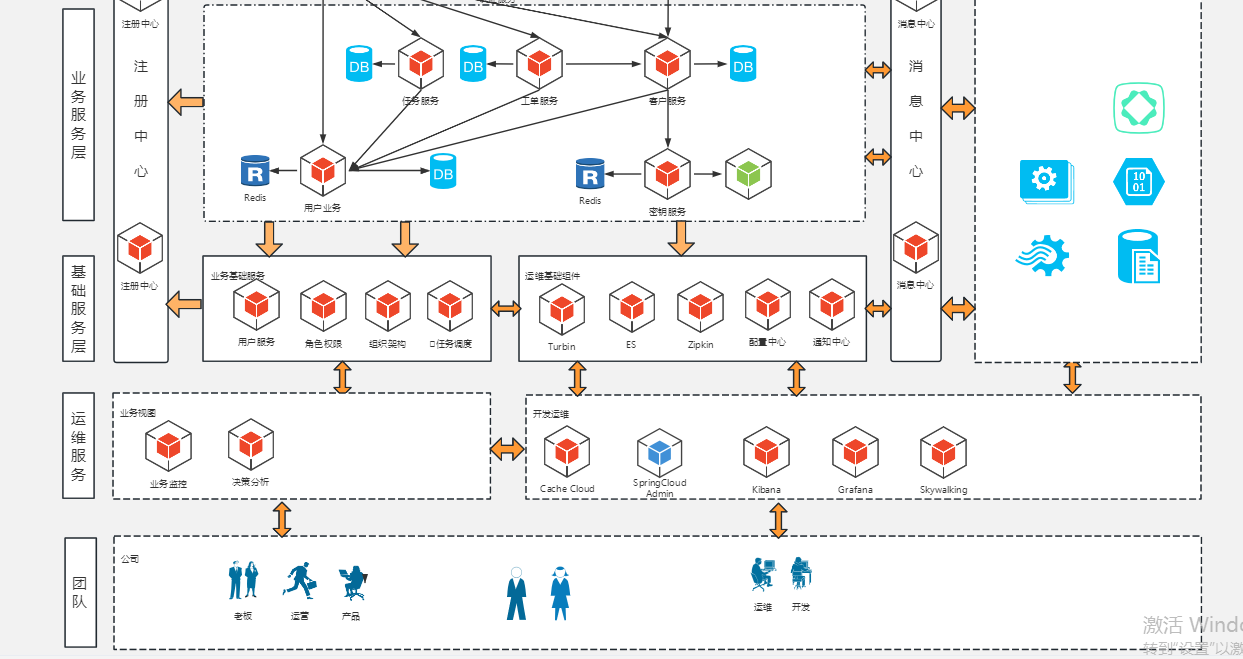 注册中心
消息中心
业务服务层
注册中心
消息中心
DB
DB
DB
任务服务
工单服务
客户服务
R
DB
R
10
01
Redis
用户业务
Redis
密钥服务
注册中心
消息中心
基础服务层
业务基础服务
运维基础组件
用户服务
角色权限
组织架构
任务调度
Turbin
ES
Zipkin
配置中心
通知中心
运维服务
业务视图
开发运维
业务监控
决策分析
Cache Cloud
SpringCloud
Admin
Kibana
Grafana
Skywalking
团队
公司
老板
运营
产品
运维
开发
激活 Windo
转到"设置"以激